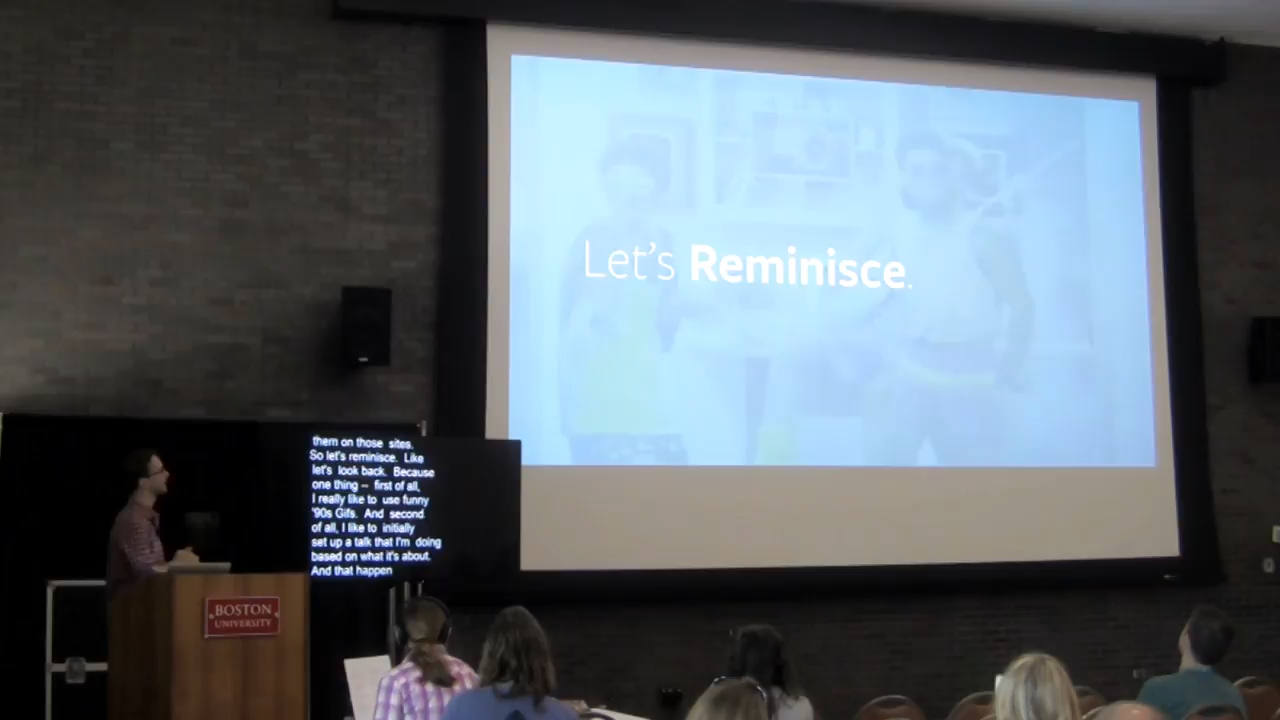 Let's Reminisce.
them on those sites.
So let's reminisce. Like
let's look back. Because
one thing -- first of all,
I really like to use funny
'90s Gifs. And second
of all, I like to initially
set up a talk that I'm doing
based on what it's about.
And that happen
BOSTON
UNIVERSITY